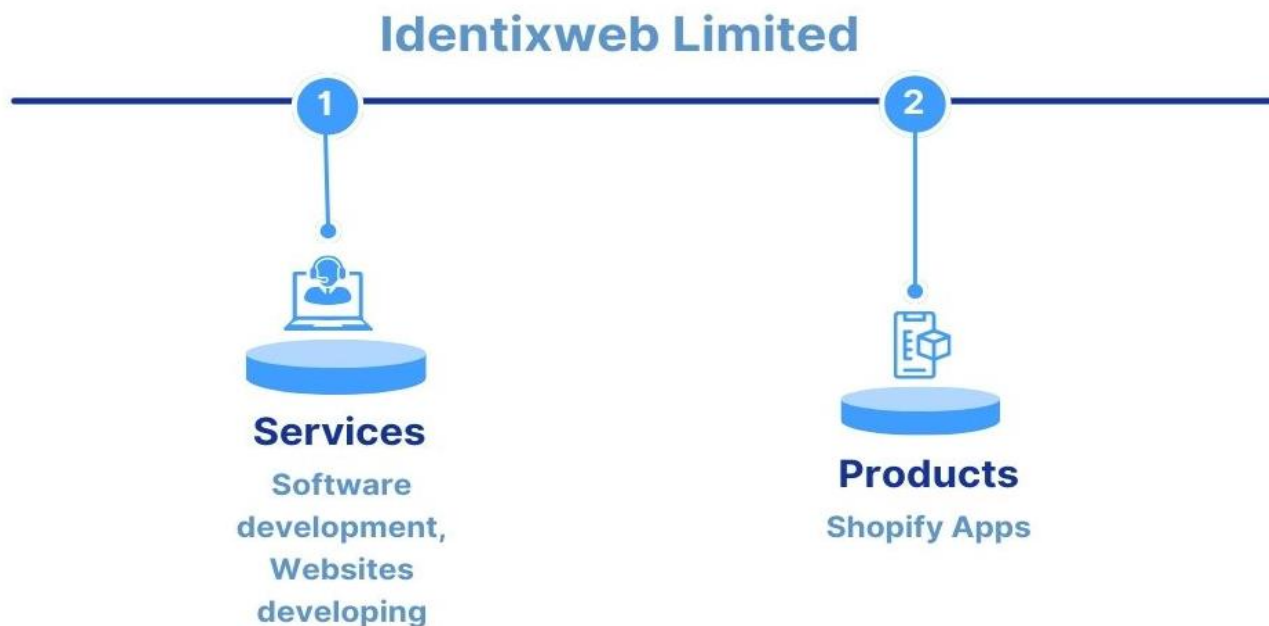 Identixweb Limited
1
2
Services
Software
development,
Websites
developing
Products
Shopify Apps